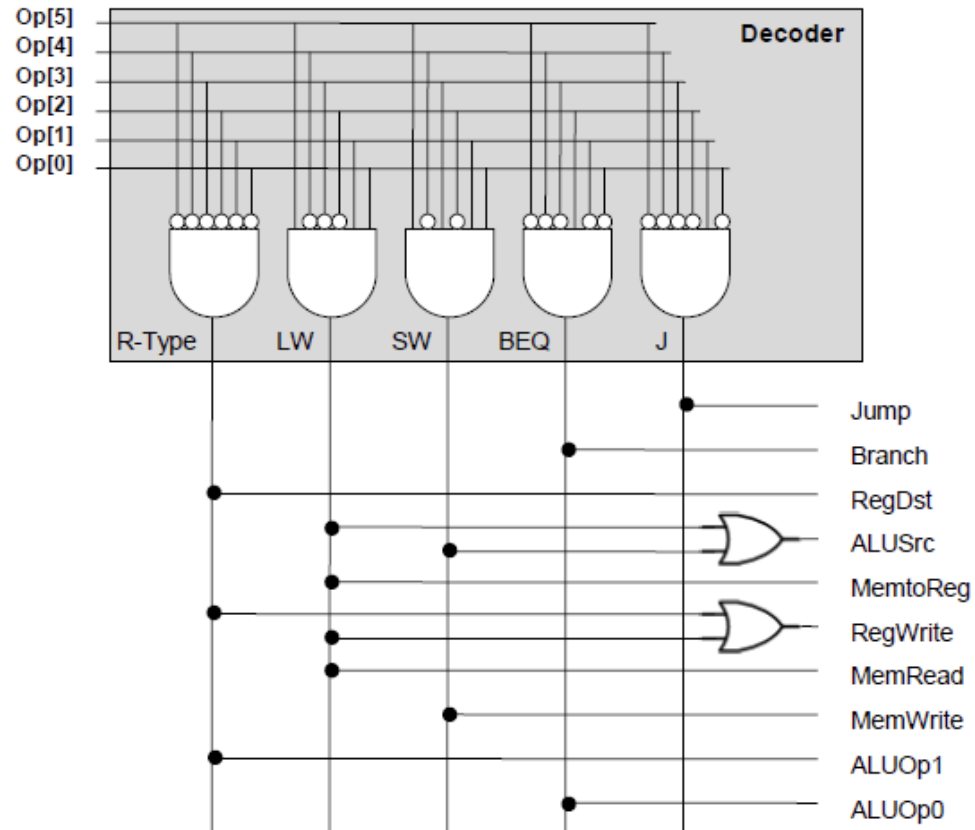 Op[5]
Decoder
Op[4]
Op[3]
Op[2]
Op[1]
Op[0]
R-Type LW SW BEQ J
Jump
Branch
RegDst
ALUSrc
MemtoReg
RegWrite
MemRead
MemWrite
ALUOp1
ALUOp0